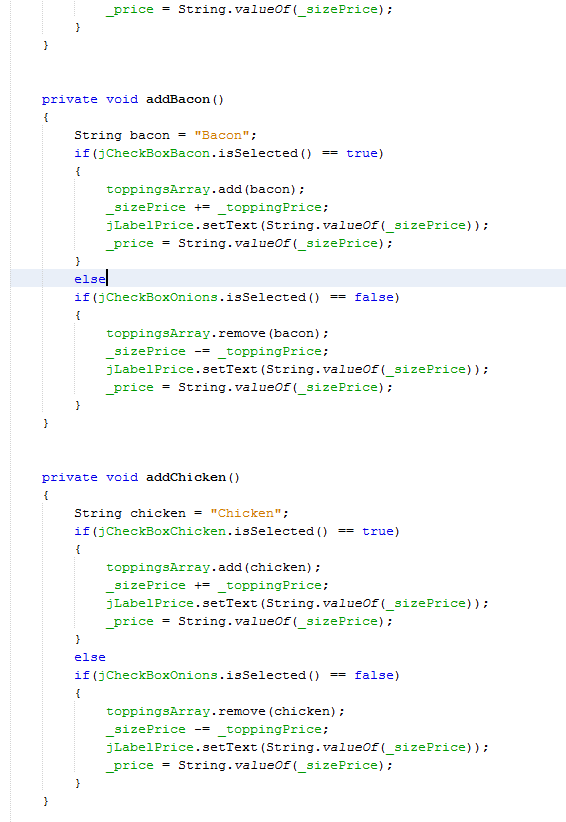 _price = String.valueOf(_sizePrice);
}
}
private void addBacon()
{
String bacon = "Bacon";
if(jCheckBoxBacon.isSelected() == true)
{
toppingsArray.add(bacon);
_sizePrice += _toppingPrice;
jLabelPrice.setText(String.valueOf(_sizePrice));
_price = String.valueOf(_sizePrice);
}
else
if(jCheckBoxOnions.isSelected() == false)
{
toppingsArray.remove(bacon);
_sizePrice -= _toppingPrice;
jLabelPrice.setText(String.valueOf(_sizePrice));
_price = String.valueOf(_sizePrice);
}
}
private void addChicken()
{
String chicken = "Chicken";
if(jCheckBoxChicken.isSelected() == true)
{
toppingsArray.add(chicken);
_sizePrice += _toppingPrice;
jLabelPrice.setText(String.valueOf(_sizePrice));
_price = String.valueOf(_sizePrice);
}
else
if(jCheckBoxOnions.isSelected() == false)
{
toppingsArray.remove(chicken);
_sizePrice -= _toppingPrice;
jLabelPrice.setText(String.valueOf(_sizePrice));
_price = String.valueOf(_sizePrice);
}
}